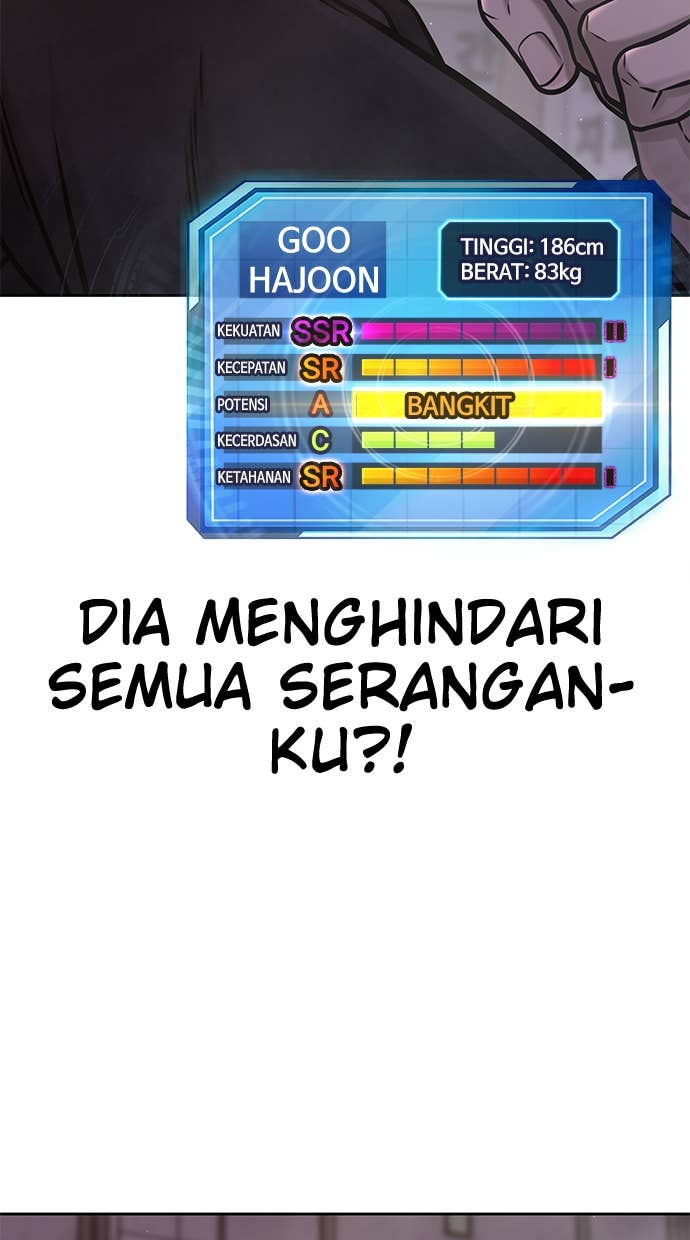 GOO
HAJOON
TINGGI: 186cm
BERAT: 83kg
KEKUATAN SSR
KECEPATAN SR
POTENSI A BANGKIT
KECERDASAN C
KETAHANAN SR
DIA MENGHINDARI
SEMUA SERANGAN-
KU?!